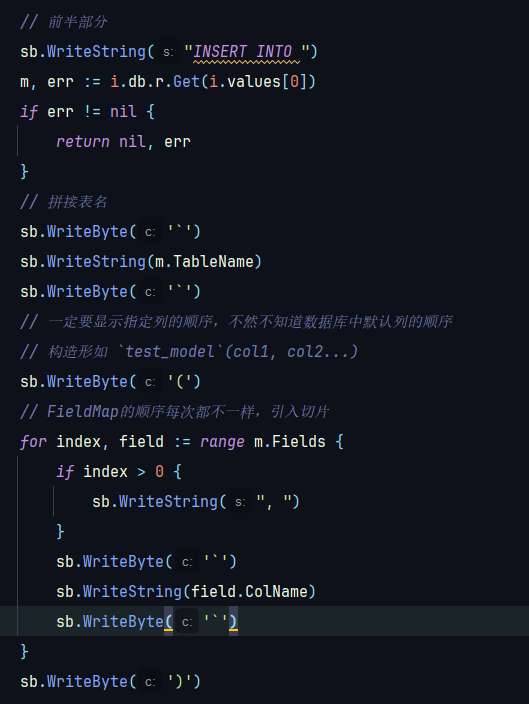 // 前半部分
sb.WriteString( s: "INSERT INTO ")
m, err := i.db.r.Get(i.values[0])
if err != nil {
    return nil, err
}
// 拼接表名
sb.WriteByte( c: '`')
sb.WriteString(m.TableName)
sb.WriteByte( c: '`')
// 一定要显示指定列的顺序，不然不知道数据库中默认列的顺序
// 构造形如 `test_model`(col1, col2...)
sb.WriteByte( c: '(')
// FieldMap的顺序每次都不一样，引入切片
for index, field := range m.Fields {
    if index > 0 {
        sb.WriteString( s: ", ")
    }
    sb.WriteByte( c: '`')
    sb.WriteString(field.ColName)
    sb.WriteByte( c: '`')
}
sb.WriteByte( c: ')')